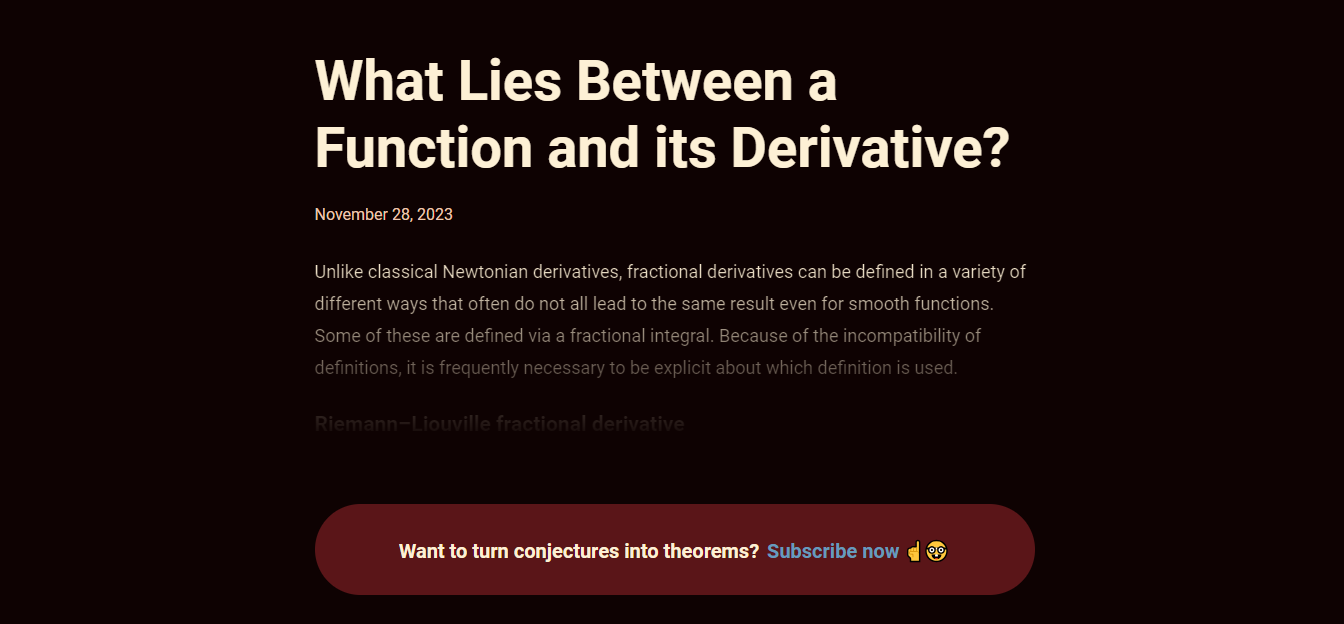 What Lies Between a
Function and its Derivative?
November 28, 2023
Unlike classical Newtonian derivatives, fractional derivatives can be defined in a variety of
different ways that often do not all lead to the same result even for smooth functions.
Some of these are defined via a fractional integral. Because of the incompatibility of
definitions, it is frequently necessary to be explicit about which definition is used.
Riemann–Liouville fractional derivative
Want to turn conjectures into theorems? Subscribe now ☝️🤓